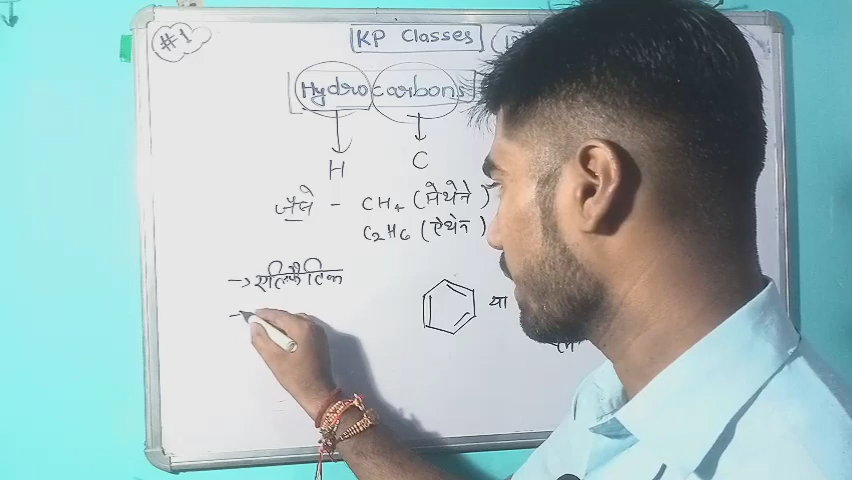 #1
KP Classes
Hydrocarbons
H C
जैसे - CH4 (मेथेने)
C2H6 (ऐथेन)
→ एलिफैटिक
या